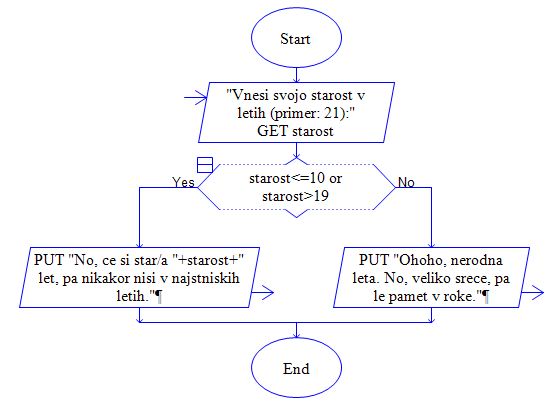 Start
"Vnesi svojo starost v
letih (primer: 21):"
GET starost
starost<=10 or
starost>19
Yes
No
PUT "No, ce si star/a "+starost+"
let, pa nikakor nisi v najstniskih
letih."¶
PUT "Ohoho, nerodna
leta. No, veliko srece, pa
le pamet v roke."¶
End